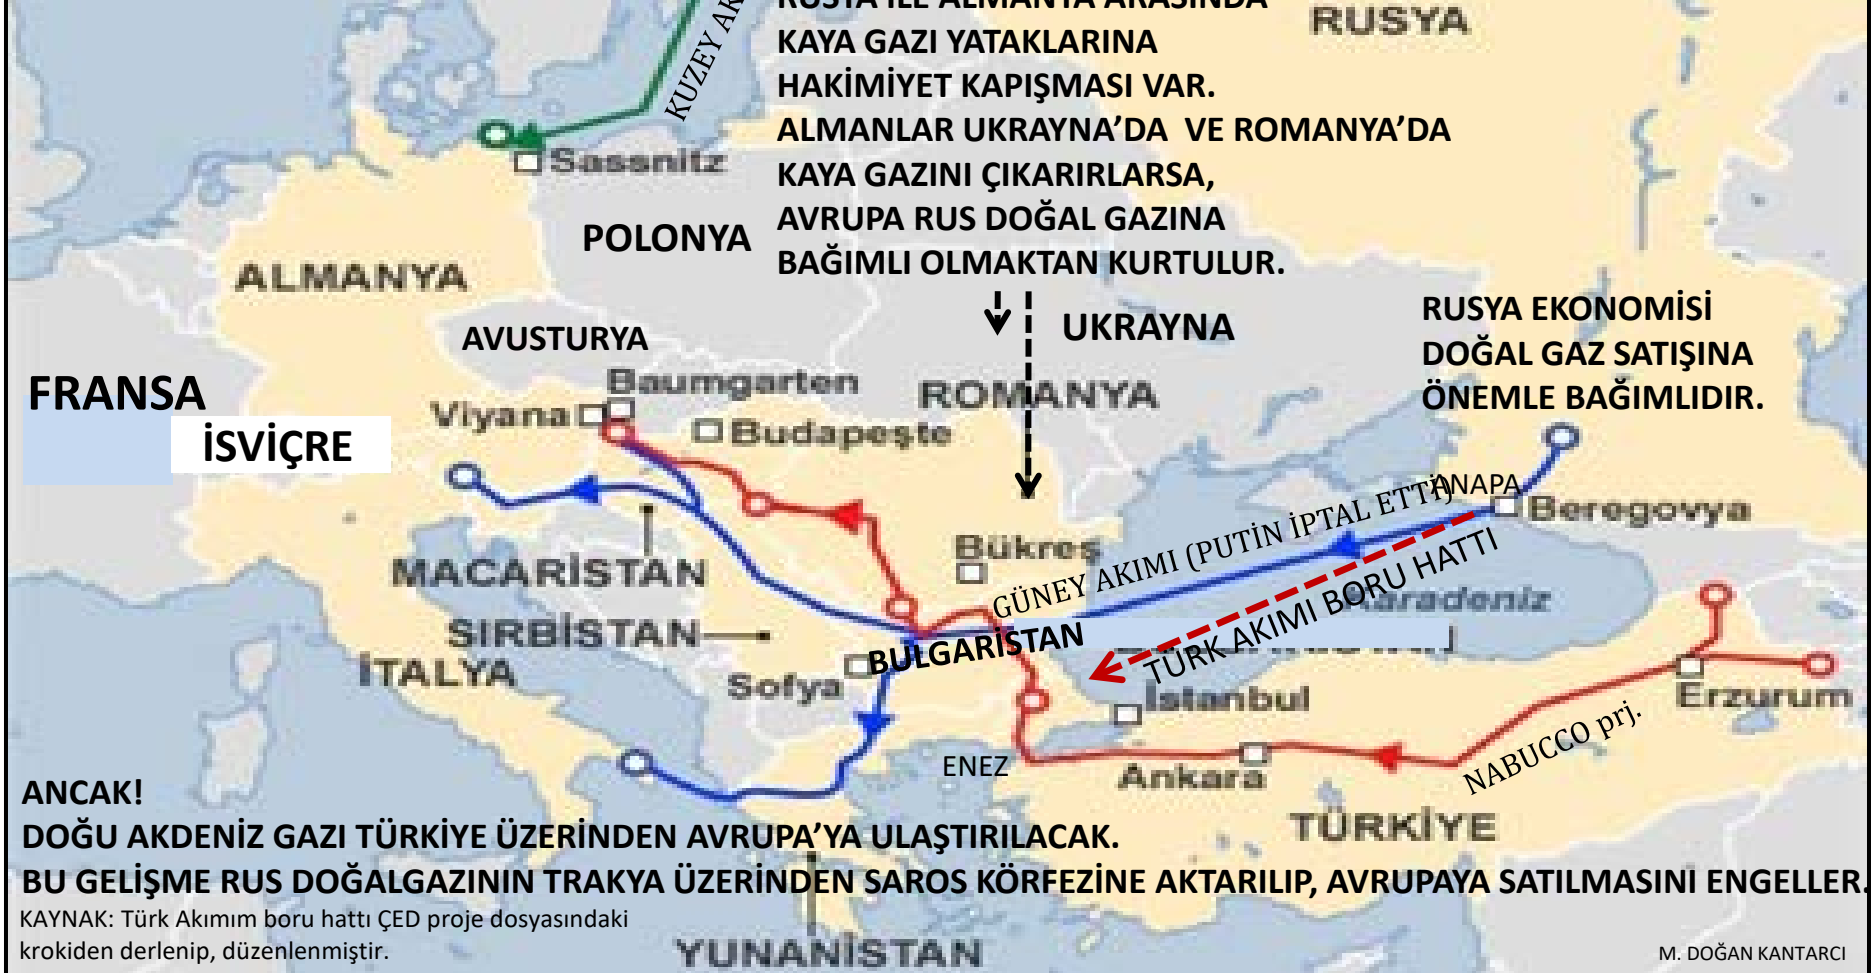 RUSYA İLE ALMANYA ARASINDA
KAYA GAZI YATAKLARINA
HAKİMİYET KAPIŞMASI VAR.
ALMANLAR UKRAYNA’DA VE ROMANYA’DA
KAYA GAZINI ÇIKARIRLARSA,
AVRUPA RUS DOĞAL GAZINA
BAĞIMLI OLMAKTAN KURTULUR.
RUSYA
KUZEY AK
Sassnitz
POLONYA
ALMANYA
UKRAYNA
RUSYA EKONOMİSİ
DOĞAL GAZ SATIŞINA
ÖNEMLE BAĞIMLIDIR.
AVUSTURYA
FRANSA
İSVİÇRE
Baumgarten
Viyana
Budapeşte
ROMANYA
ANAPA
Beregovya
GÜNEY AKIMI (PUTİN İPTAL ETTİ)
TÜRK AKIMI BORU HATTI
Karadeniz
Bükreş
MACARİSTAN
SIRBİSTAN
BULGARİSTAN
İTALYA
Sofya
İstanbul
Erzurum
NABUCCO prj.
ENEZ
Ankara
TÜRKİYE
ANCAK!
DOĞU AKDENİZ GAZI TÜRKİYE ÜZERİNDEN AVRUPA’YA ULAŞTIRILACAK.
BU GELİŞME RUS DOĞALGAZININ TRAKYA ÜZERİNDEN SAROS KÖRFEZİNE AKTARILIP, AVRUPAYA SATILMASINI ENGELLER.
KAYNAK: Türk Akımım boru hattı ÇED proje dosyasındaki
krokiden derlenip, düzenlenmiştir.
YUNANİSTAN
M. DOĞAN KANTARCI